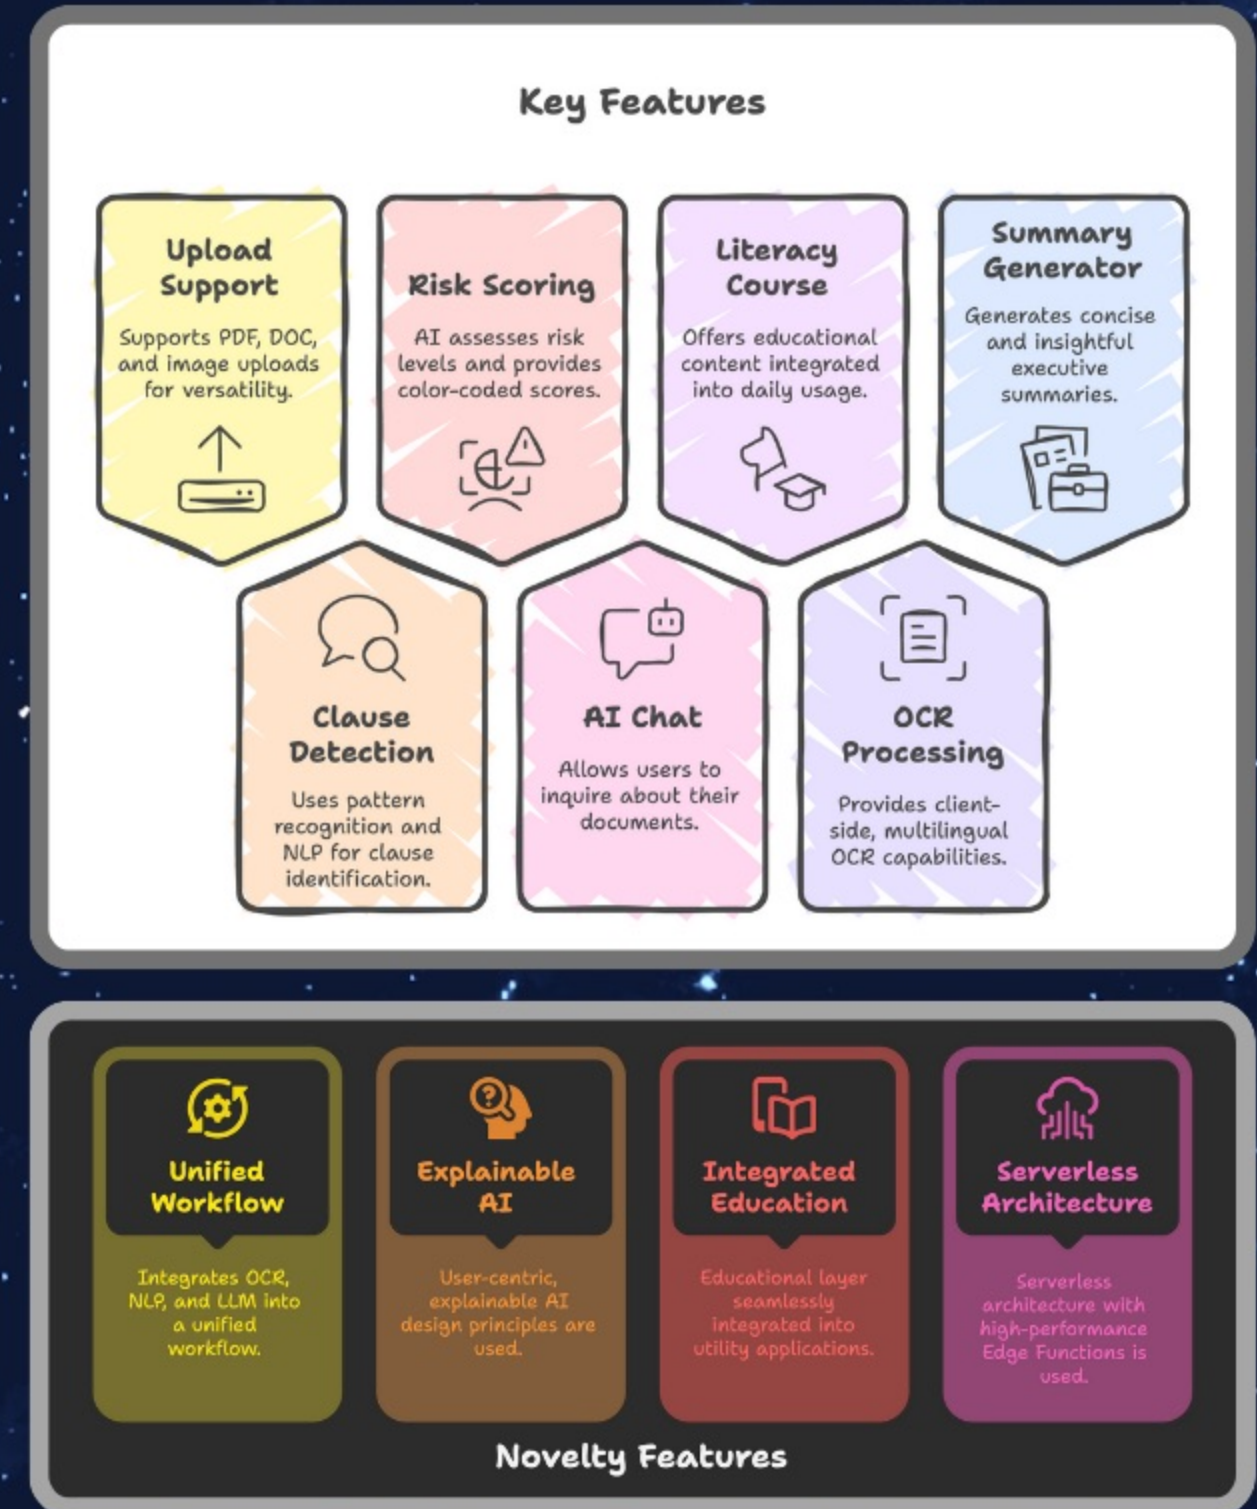 Key Features
Upload
Support
Supports PDF, DOC,
and image uploads
for versatility.
Risk Scoring
AI assesses risk
levels and provides
color-coded scores.
Literacy
Course
Offers educational
content integrated
into daily usage.
Summary
Generator
Generates concise
and insightful
executive
summaries.
Clause
Detection
Uses pattern
recognition and
NLP for clause
identification.
AI Chat
Allows users to
inquire about their
documents.
OCR
Processing
Provides client-
side, multilingual
OCR capabilities.
Unified
Workflow
Integrates OCR,
NLP, and LLM into
a unified
workflow.
Explainable
AI
User-centric,
explainable AI
design principles are
used.
Integrated
Education
Educational layer
seamlessly
integrated into
utility applications.
Serverless
Architecture
Serverless
architecture with
high-performance
Edge Functions is
used.
Novelty Features